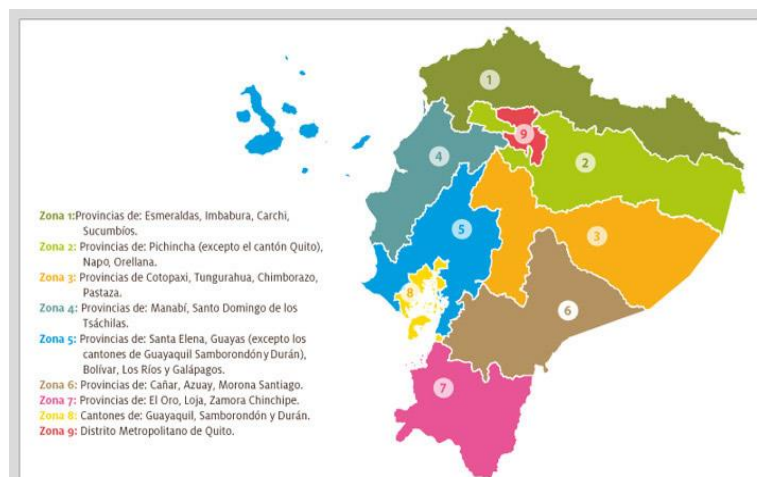 1
9
2
4
5
3
8
6
7
Zona 1:Provincias de: Esmeraldas, Imbabura, Carchi,
Sucumbíos.
Zona 2: Provincias de: Pichincha (excepto el cantón Quito),
Napo, Orellana.
Zona 3: Provincias de Cotopaxi, Tungurahua, Chimborazo,
Pastaza.
Zona 4: Provincias de: Manabí, Santo Domingo de los
Tsáchilas.
Zona 5: Provincias de: Santa Elena, Guayas (excepto los
cantones de Guayaquil Samborondón y Durán),
Bolívar, Los Ríos y Galápagos.
Zona 6: Provincias de: Cañar, Azuay, Morona Santiago.
Zona 7: Provincias de: El Oro, Loja, Zamora Chinchipe.
Zona 8: Cantones de: Guayaquil, Samborondón y Durán.
Zona 9: Distrito Metropolitano de Quito.